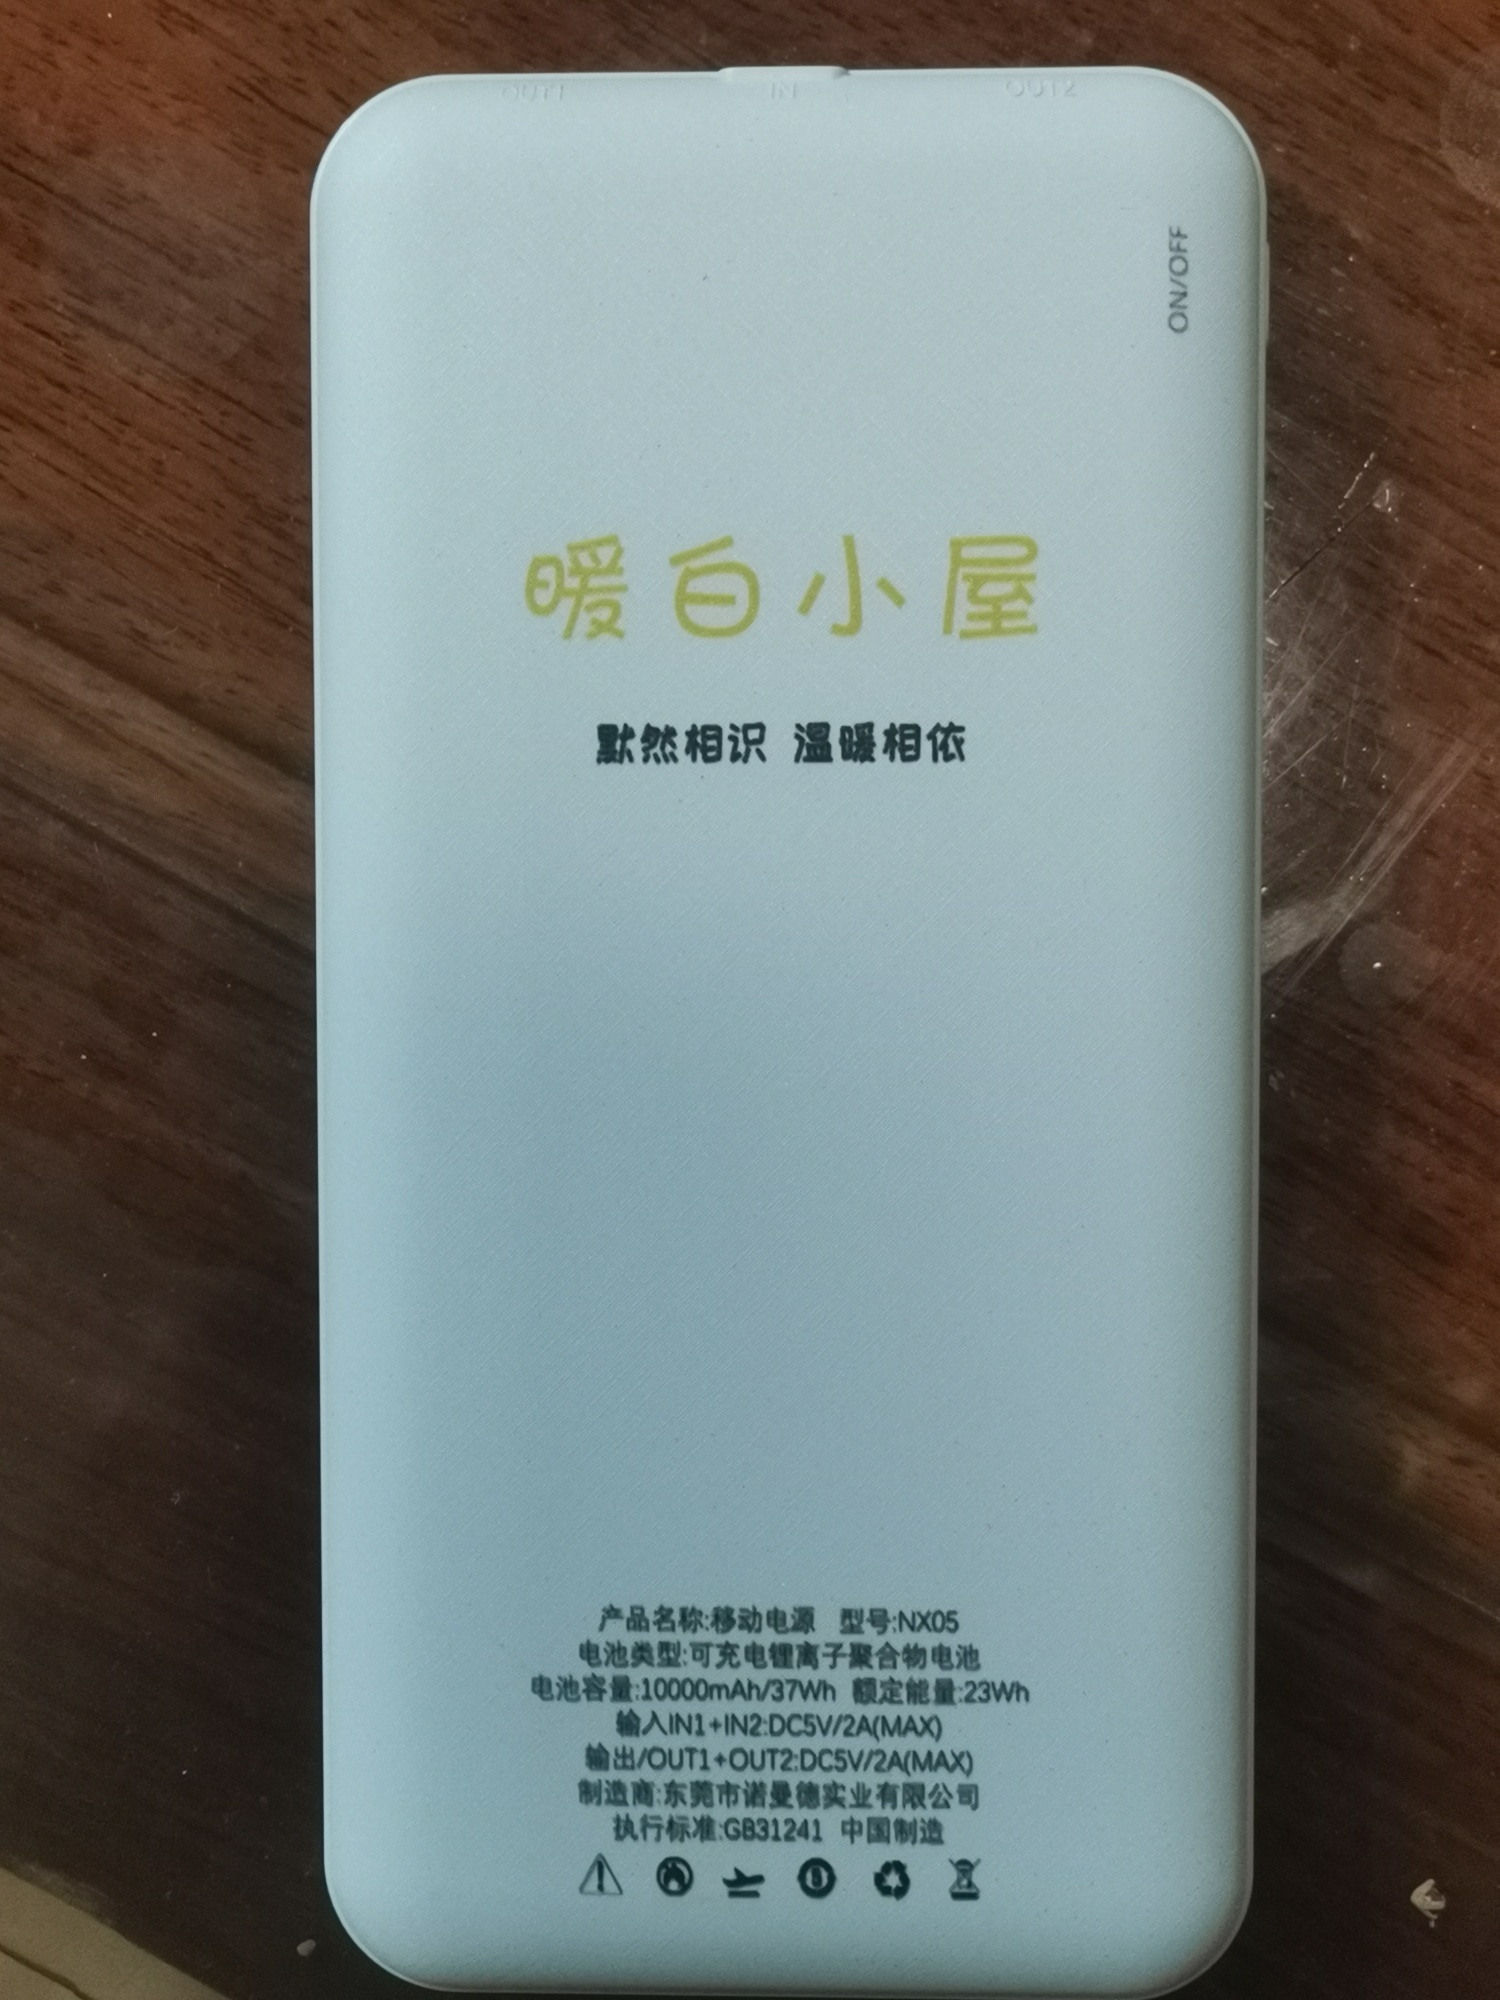 OUT1 IN OUT2
ON/OFF
暖白小屋
默然相识 温暖相依
产品名称:移动电源 型号:NX05
电池类型:可充电锂离子聚合物电池
电池容量:10000mAh/37Wh 额定能量:23Wh
输入IN1+IN2:DC5V/2A(MAX)
输出/OUT1+OUT2:DC5V/2A(MAX)
制造商:东莞市诺曼德实业有限公司
执行标准:GB31241 中国制造